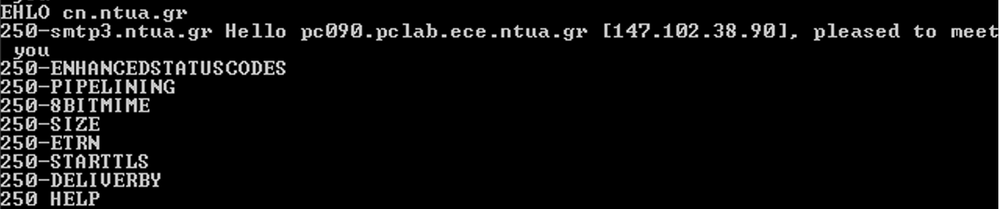 EHLO cn.ntua.gr
250-smtp3.ntua.gr Hello pc090.pclab.ece.ntua.gr [147.102.38.90], pleased to meet
you
250-ENHANCEDSTATUSCODES
250-PIPELINING
250-8BITMIME
250-SIZE
250-ETRN
250-STARTTLS
250-DELIVERBY
250 HELP